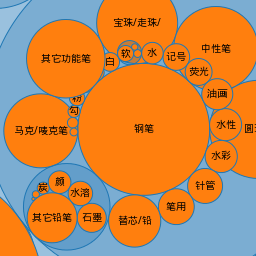 宝珠/走珠/
其它功能笔
白
软
水
记号
中性笔
荧光
油画
粉
勾
马克/唛克笔
钢笔
水性
圆珠
水彩
炭
颜
水溶
针管
其它铅笔
石墨
替芯/铅
笔用